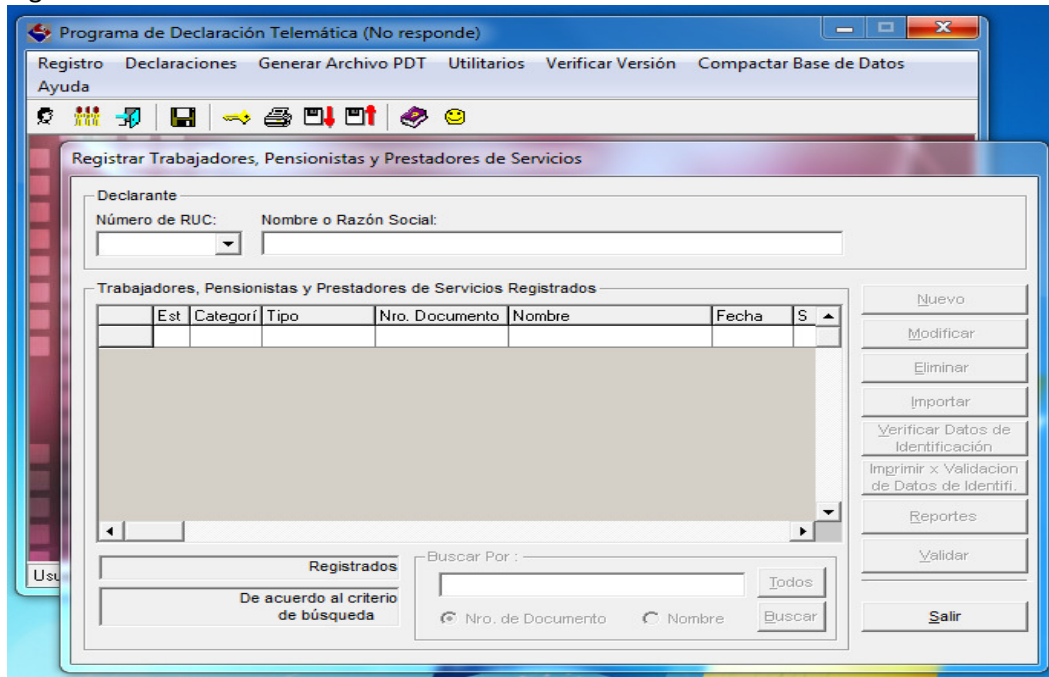 Programa de Declaración Telemática (No responde)
Registro Declaraciones Generar Archivo PDT Utilitarios Verificar Versión Compactar Base de Datos
Ayuda
Registrar Trabajadores, Pensionistas y Prestadores de Servicios
Declarante
Número de RUC: Nombre o Razón Social:
Trabajadores, Pensionistas y Prestadores de Servicios Registrados
Est Categorí Tipo Nro. Documento Nombre Fecha S
Nuevo
Modificar
Eliminar
Importar
Verificar Datos de
Identificación
Imprimir x Validacion
de Datos de Identifi.
Reportes
Validar
Salir
Registrados
De acuerdo al criterio
de búsqueda
Buscar Por :
Todos
Nro. de Documento Nombre Buscar
Usu